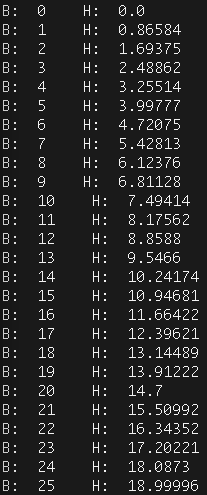 B:  0    H:  0.0
B:  1    H:  0.86584
B:  2    H:  1.69375
B:  3    H:  2.48862
B:  4    H:  3.25514
B:  5    H:  3.99777
B:  6    H:  4.72075
B:  7    H:  5.42813
B:  8    H:  6.12376
B:  9    H:  6.81128
B:  10    H:  7.49414
B:  11    H:  8.17562
B:  12    H:  8.8588
B:  13    H:  9.5466
B:  14    H:  10.24174
B:  15    H:  10.94681
B:  16    H:  11.66422
B:  17    H:  12.39621
B:  18    H:  13.14489
B:  19    H:  13.91222
B:  20    H:  14.7
B:  21    H:  15.50992
B:  22    H:  16.34352
B:  23    H:  17.20221
B:  24    H:  18.0873
B:  25    H:  18.99996